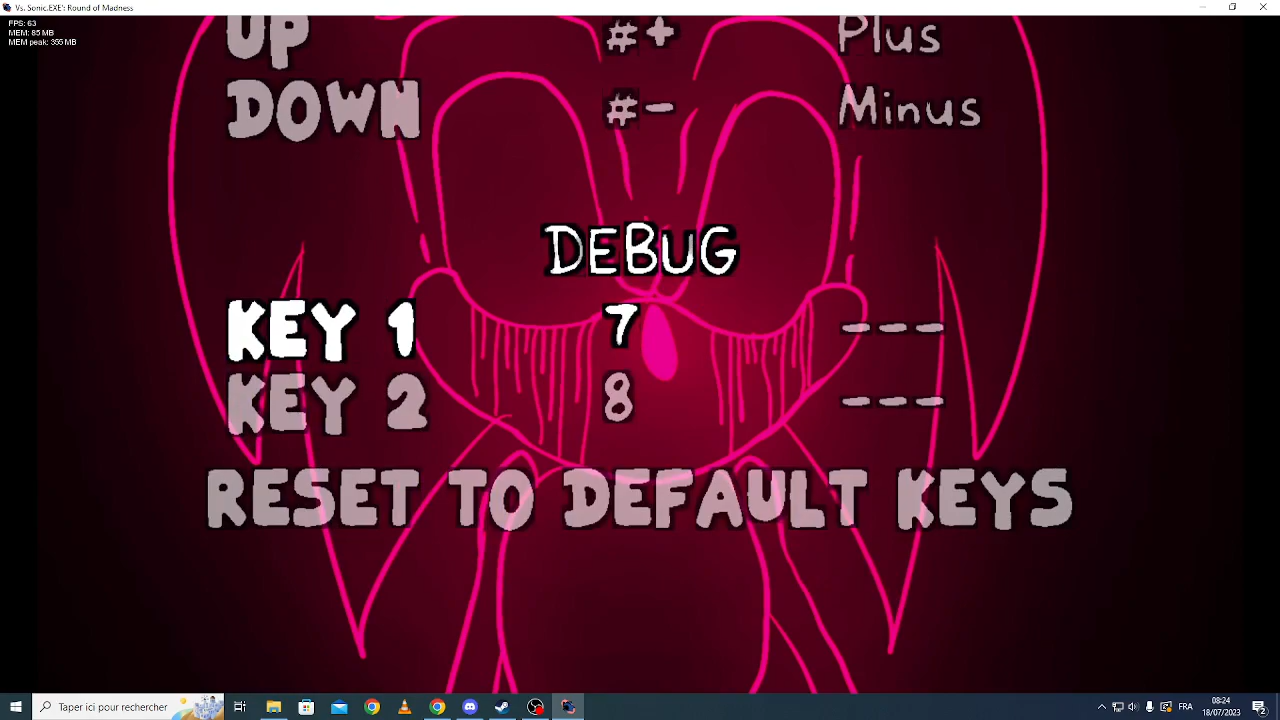 Vs. Sonic.EXE': Round of Madness
FPS: 63
MEM: 85 MB
MEM peak: 355 MB
UP #+ Plus
DOWN #- Minus
DEBUG
KEY 1 7 ---
KEY 2 8 ---
RESET TO DEFAULT KEYS
Taper ici pour rechercher
FRA
08:24
18/07/2023